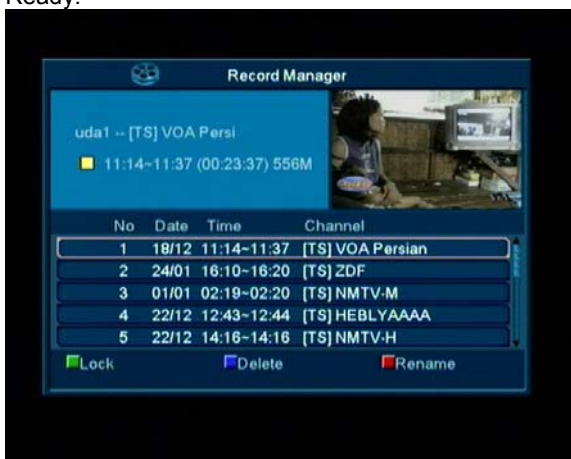 Ready.
Record Manager
uda1 -- [TS] VOA Persi
11:14~11:37 (00:23:37) 556M
No Date Time Channel
1 18/12 11:14~11:37 [TS] VOA Persian
2 24/01 16:10~16:20 [TS] ZDF
3 01/01 02:19~02:20 [TS] NMTV-M
4 22/12 12:43~12:44 [TS] HEBLYAAAA
5 22/12 14:16~14:16 [TS] NMTV-H
Lock Delete Rename